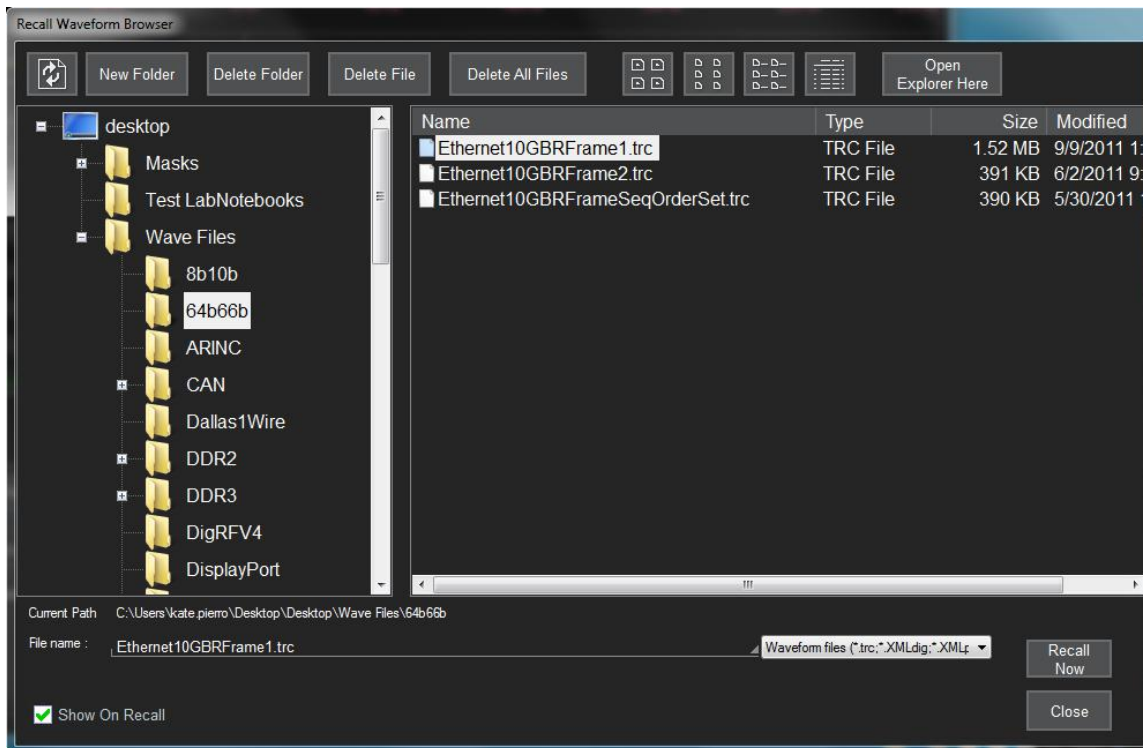 Recall Waveform Browser
New Folder Delete Folder Delete File Delete All Files Open Explorer Here
desktop
Masks
Test LabNotebooks
Wave Files
8b10b
64b66b
ARINC
CAN
Dallas1Wire
DDR2
DDR3
DigRFV4
DisplayPort
Name Type Size Modified
Ethernet10GBRFrame1.trc TRC File 1.52 MB 9/9/2011 1:
Ethernet10GBRFrame2.trc TRC File 391 KB 6/2/2011 9:
Ethernet10GBRFrameSeqOrderSet.trc TRC File 390 KB 5/30/2011
Current Path C:\Users\kate.pierro\Desktop\Desktop\Wave Files\64b66b
File name : Ethernet10GBRFrame1.trc Waveform files (*.trc;*.XMLdig;*.XML
Recall Now
Show On Recall
Close